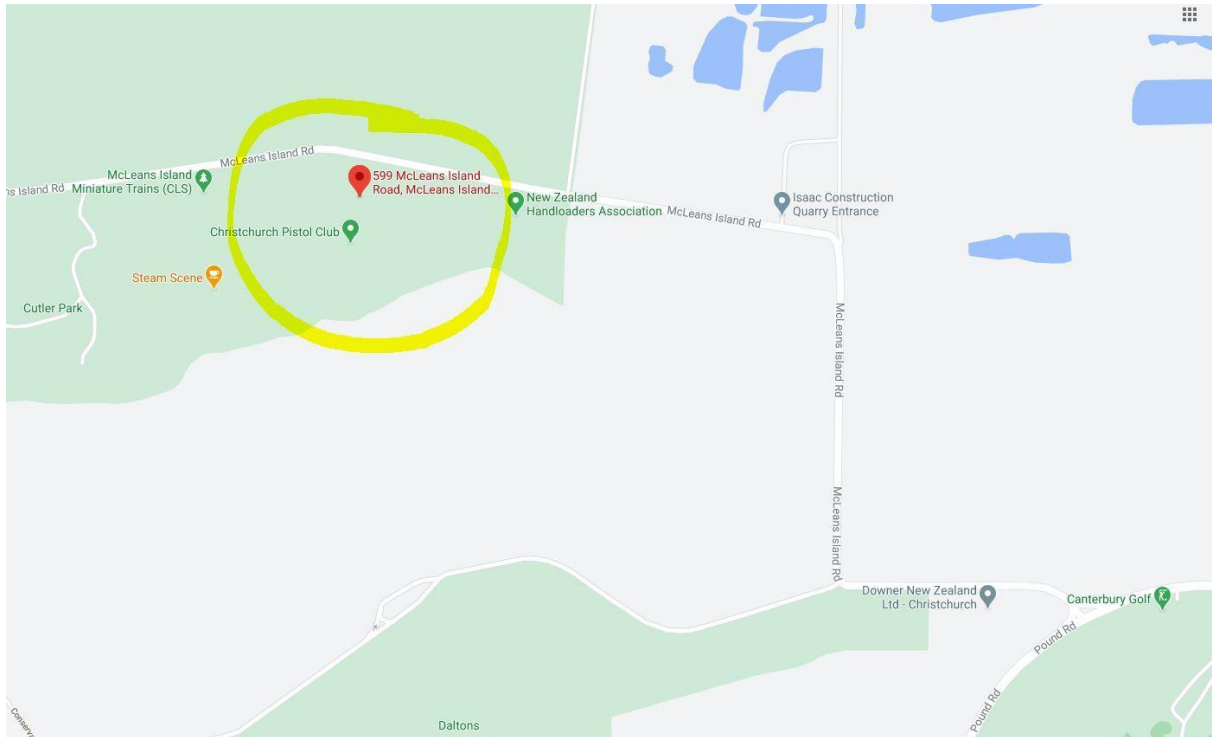 McLeans Island Rd
McLeans Island
Miniature Trains (CLS)
ns Island Rd
599 McLeans Island
Road, McLeans Island...
New Zealand
Handloaders Association
McLeans Island Rd
Isaac Construction
Quarry Entrance
Christchurch Pistol Club
Steam Scene
Cutler Park
McLeans Island Rd
McLeans Island Rd
Downer New Zealand
Ltd - Christchurch
Canterbury Golf
Pound Rd
Pound Rd
Daltons
Conserva